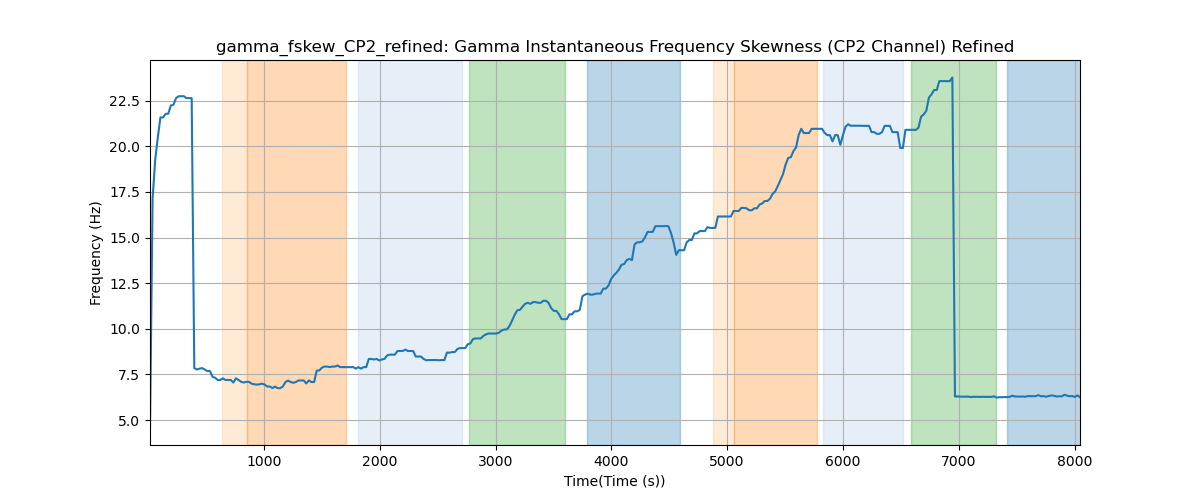 gamma_fskew_CP2_refined: Gamma Instantaneous Frequency Skewness (CP2 Channel) Refined
Frequency (Hz)
22.5
20.0
17.5
15.0
12.5
10.0
7.5
5.0
1000 2000 3000 4000 5000 6000 7000 8000
Time(Time (s))